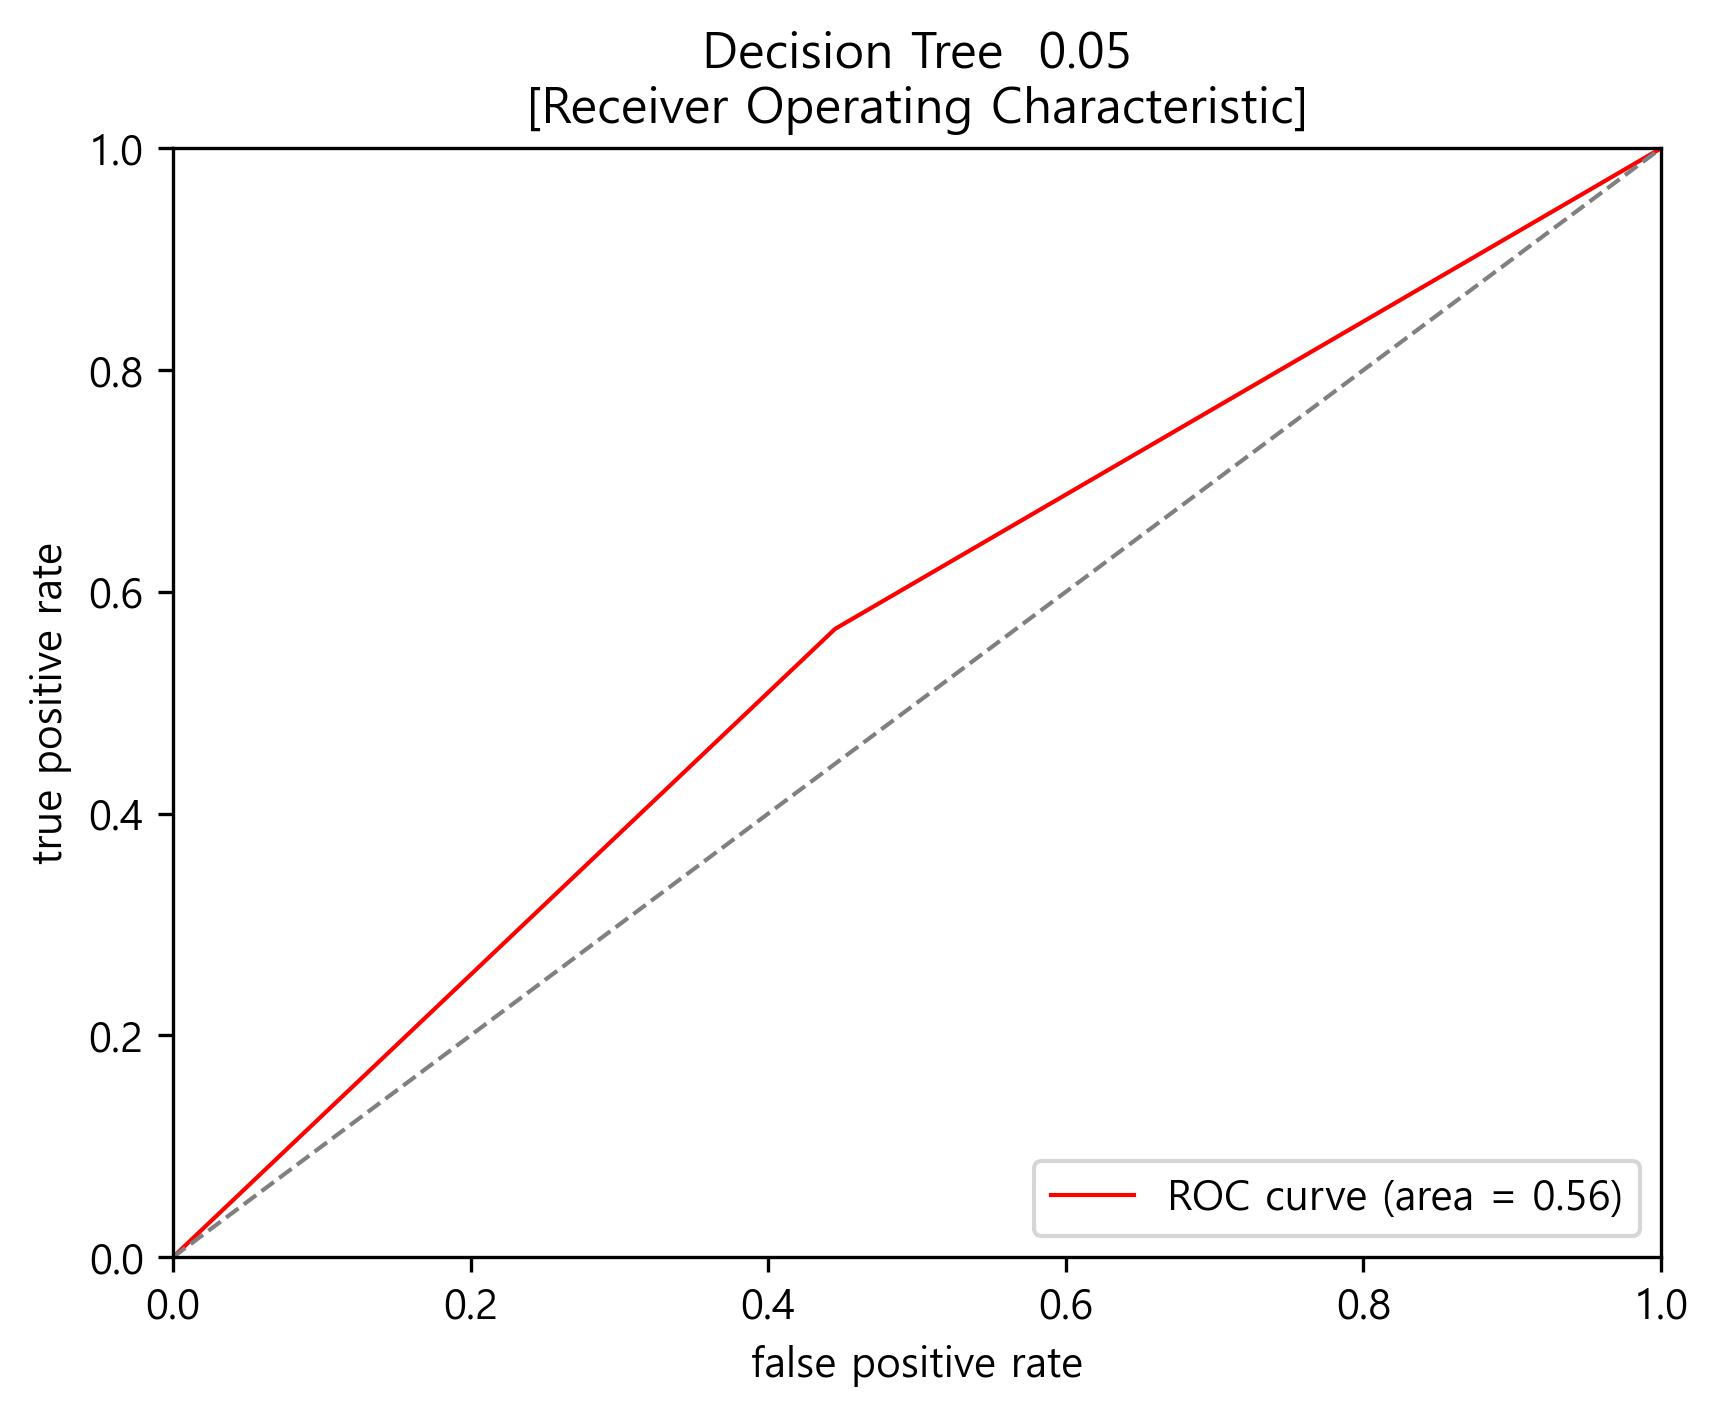 Decision Tree  0.05
[Receiver Operating Characteristic]
1.0
0.8
0.6
0.4
0.2
0.0
true positive rate
ROC curve (area = 0.56)
0.0 0.2 0.4 0.6 0.8 1.0
false positive rate